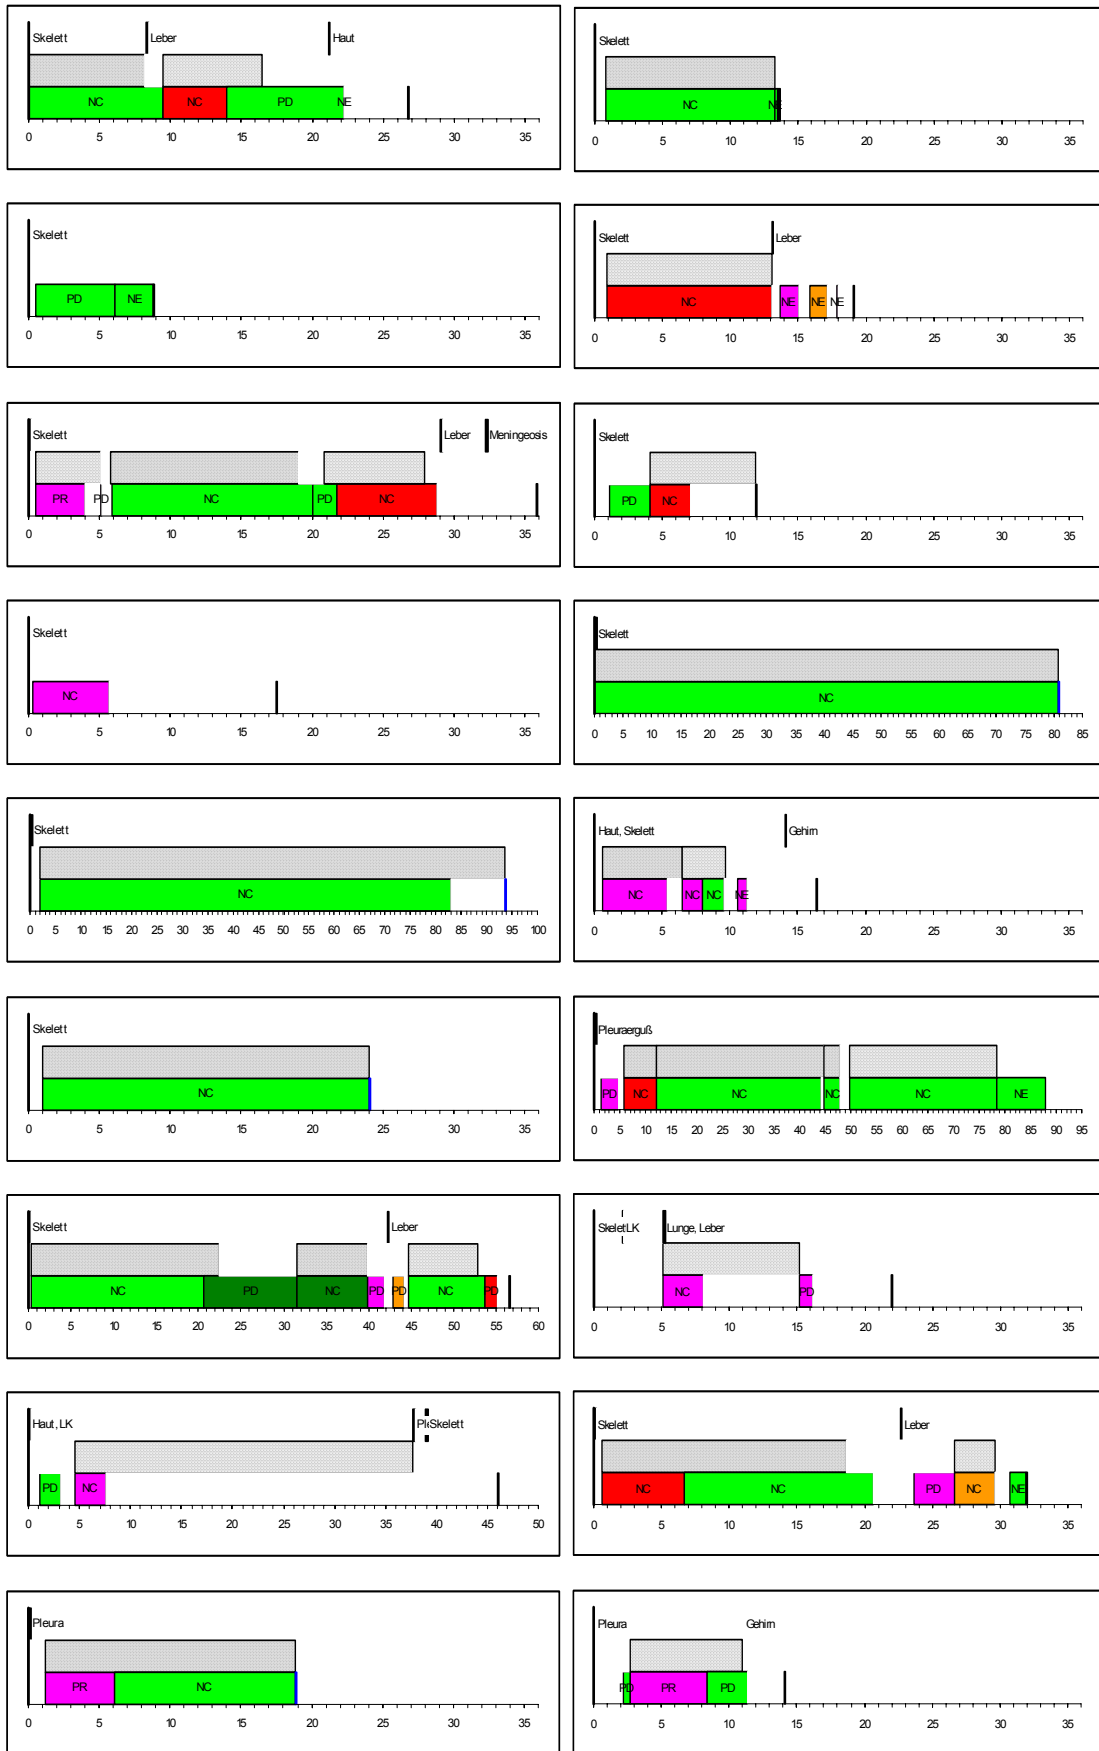 Skelett Leber Haut
NC NC PD NE
0 5 10 15 20 25 30 35
Skelett
NC NE
0 5 10 15 20 25 30 35
Skelett
PD NE
0 5 10 15 20 25 30 35
Skelett Leber
NC NE NE NE
0 5 10 15 20 25 30 35
Skelett Leber Meningeosis
PR PD NC PD NC
0 5 10 15 20 25 30 35
Skelett
PD NC
0 5 10 15 20 25 30 35
Skelett
NC
0 5 10 15 20 25 30 35
Skelett
NC
0 5 10 15 20 25 30 35 40 45 50 55 60 65 70 75 80 85
Skelett
NC
0 5 10 15 20 25 30 35 40 45 50 55 60 65 70 75 80 85 90 95 100
Haut, Skelett Gehirn
NC NC NC NE
0 5 10 15 20 25 30 35
Skelett
NC
0 5 10 15 20 25 30 35
Pleuraerguß
PD NC NC NC NC NE
0 5 10 15 20 25 30 35 40 45 50 55 60 65 70 75 80 85 90 95
Skelett Leber
NC PD NC PD PD NC PD
0 5 10 15 20 25 30 35 40 45 50 55 60
Skelet LK Lunge, Leber
NC PD
0 5 10 15 20 25 30 35
Haut, LK Ple Skelett
PD NC
0 5 10 15 20 25 30 35 40 45 50
Skelett Leber
NC NC PD NC NE
0 5 10 15 20 25 30 35
Pleura
PR NC
0 5 10 15 20 25 30 35
Pleura Gehirn
PD PR PD
0 5 10 15 20 25 30 35